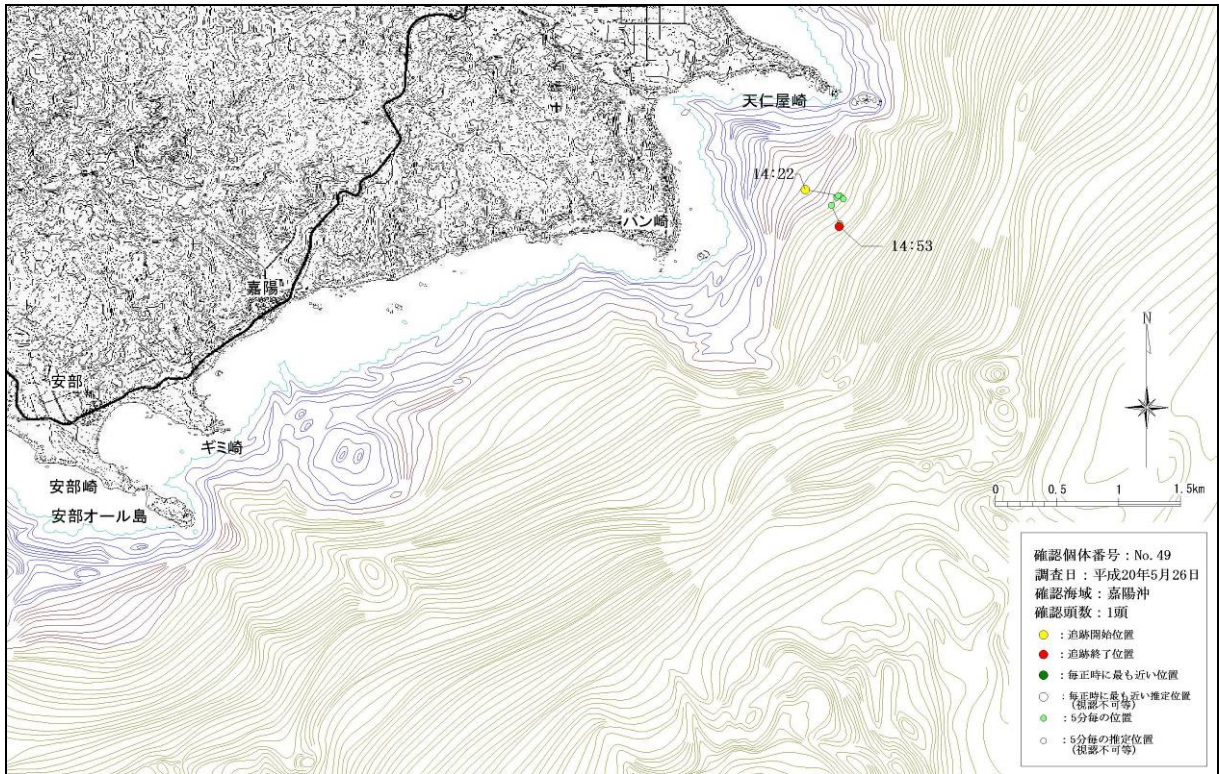 天仁屋崎
14:22
バン崎
14:53
嘉陽
N
安部
ギミ崎
安部崎
安部オール島
0 0.5 1 1.5km
確認個体番号：No. 49
調査日：平成20年5月26日
確認海域：嘉陽沖
確認頭数：1頭
：追跡開始位置
：追跡終了位置
：毎正時に最も近い位置
：毎正時に最も近い推定位置
(視認不可等)
：5分毎の位置
：5分毎の推定位置
(視認不可等)